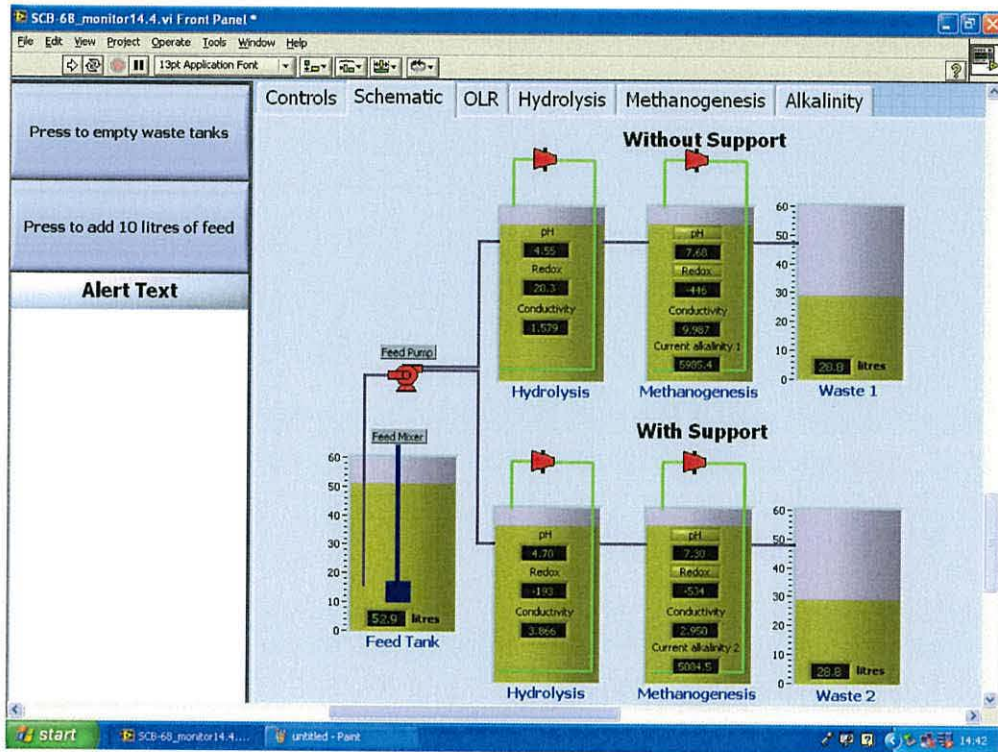 SCB-68_monitor14.4.vi Front Panel *
File Edit View Project Operate Tools Window Help
13pt Application Font
Press to empty waste tanks
Press to add 10 litres of feed
Alert Text
Controls Schematic OLR Hydrolysis Methanogenesis Alkalinity
Without Support
pH
4.55
Redox
20.3
Conductivity
1.579
Hydrolysis
pH
7.68
Redox
-446
Conductivity
9.987
Current alkalinity 1
5985.4
Methanogenesis
60
50
40
30
20
10
0
28.8 litres
Waste 1
Feed Pump
Feed Mixer
60
50
40
30
20
10
0
52.9 litres
Feed Tank
With Support
pH
4.70
Redox
-193
Conductivity
3.866
Hydrolysis
pH
7.30
Redox
-534
Conductivity
2.950
Current alkalinity 2
5084.5
Methanogenesis
60
50
40
30
20
10
0
28.8 litres
Waste 2
start
SCB-68_monitor14.4....
untitled - Paint
14:42